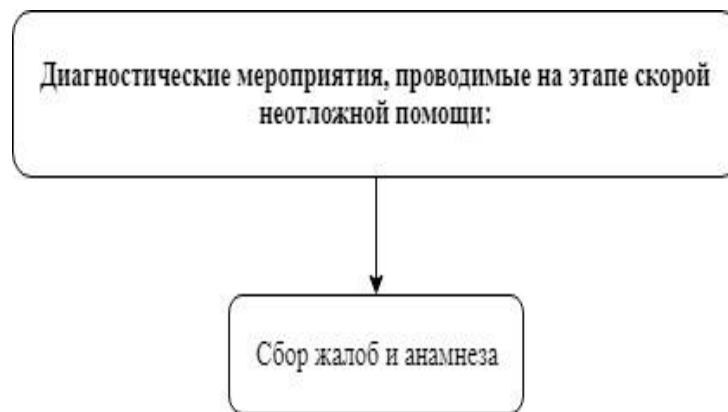 Диагностические мероприятия, проводимые на этапе скорой
неотложной помощи:
Сбор жалоб и анамнеза